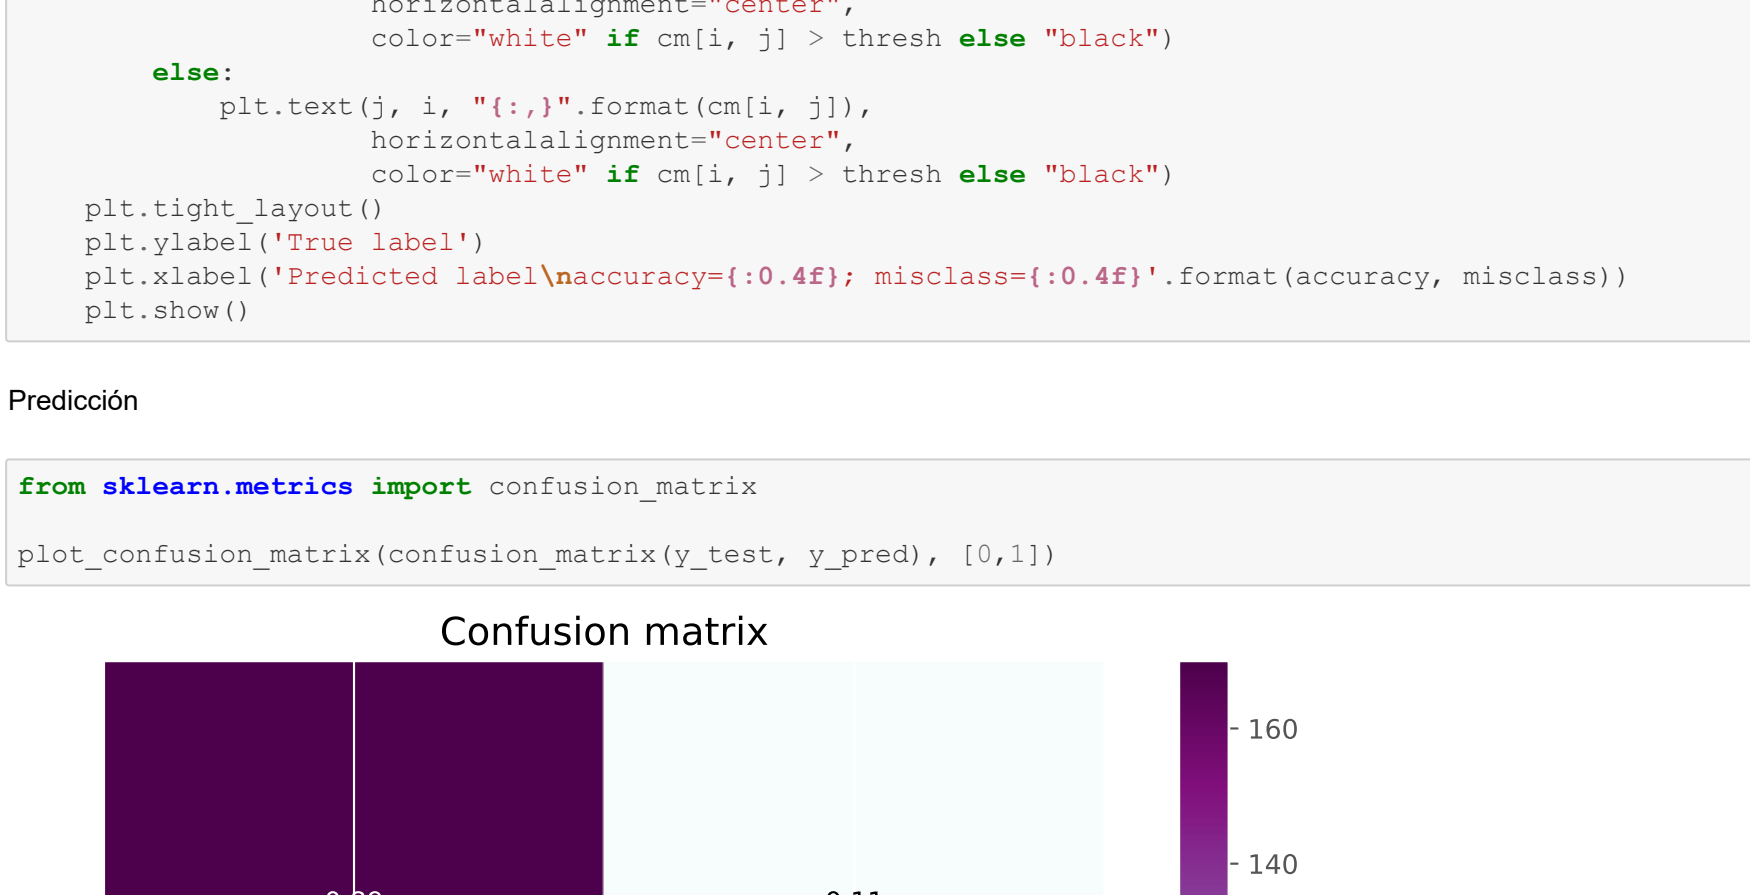 horizontalalignment="center",
color="white" if cm[i, j] > thresh else "black")
else:
plt.text(j, i, "{:,}".format(cm[i, j]),
horizontalalignment="center",
color="white" if cm[i, j] > thresh else "black")
plt.tight_layout()
plt.ylabel('True label')
plt.xlabel('Predicted label\naccuracy={:0.4f}; misclass={:0.4f}'.format(accuracy, misclass))
plt.show()
Predicción
from sklearn.metrics import confusion_matrix
plot_confusion_matrix(confusion_matrix(y_test, y_pred), [0,1])
Confusion matrix
160
140